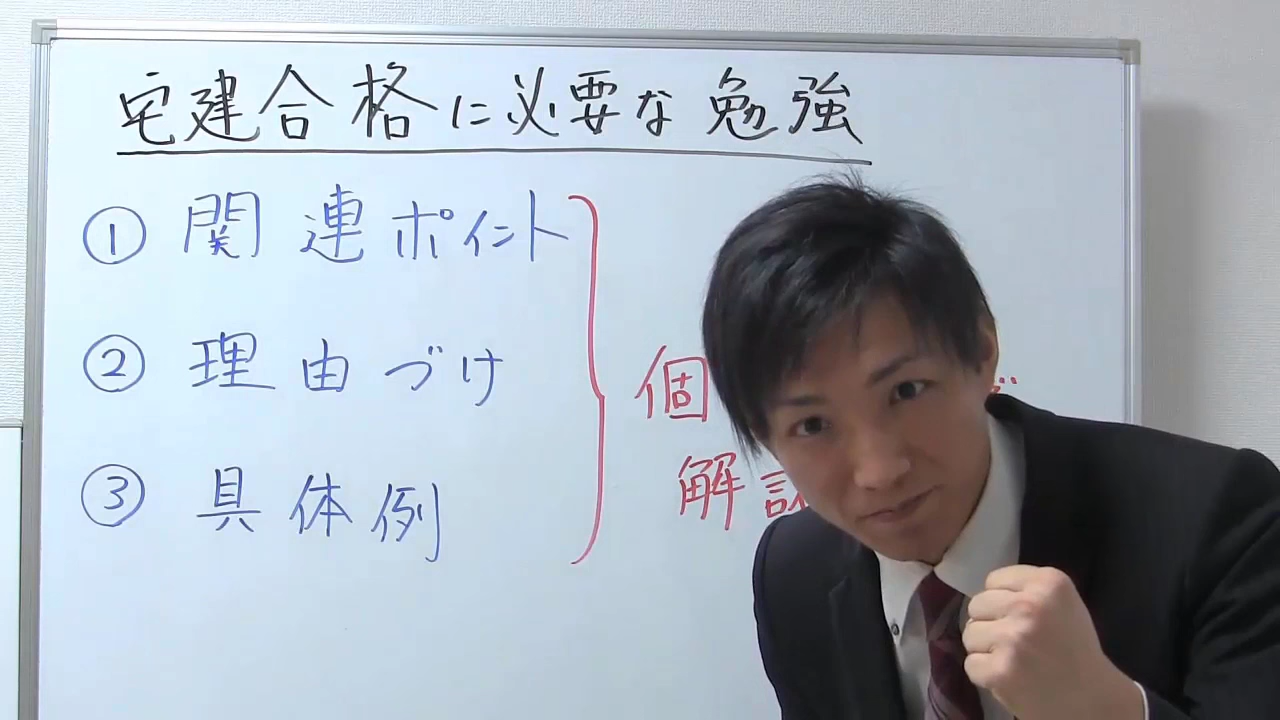 宅建合格に必要な勉強
① 関連ポイント
② 理由づけ
③ 具体例
個
解説